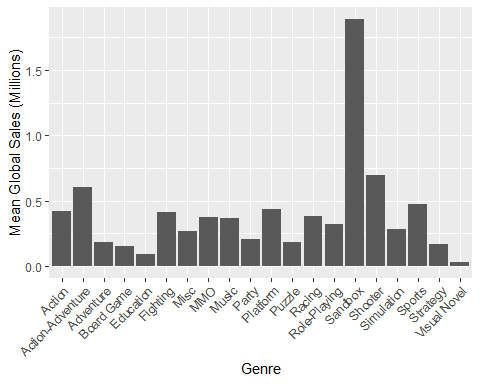 Mean Global Sales (Millions)
1.5
1.0
0.5
0.0
Action
Action-Adventure
Adventure
Board Game
Education
Fighting
Misc
MMO
Music
Party
Platform
Puzzle
Racing
Role-Playing
Sandbox
Shooter
Simulation
Sports
Strategy
Visual Novel
Genre